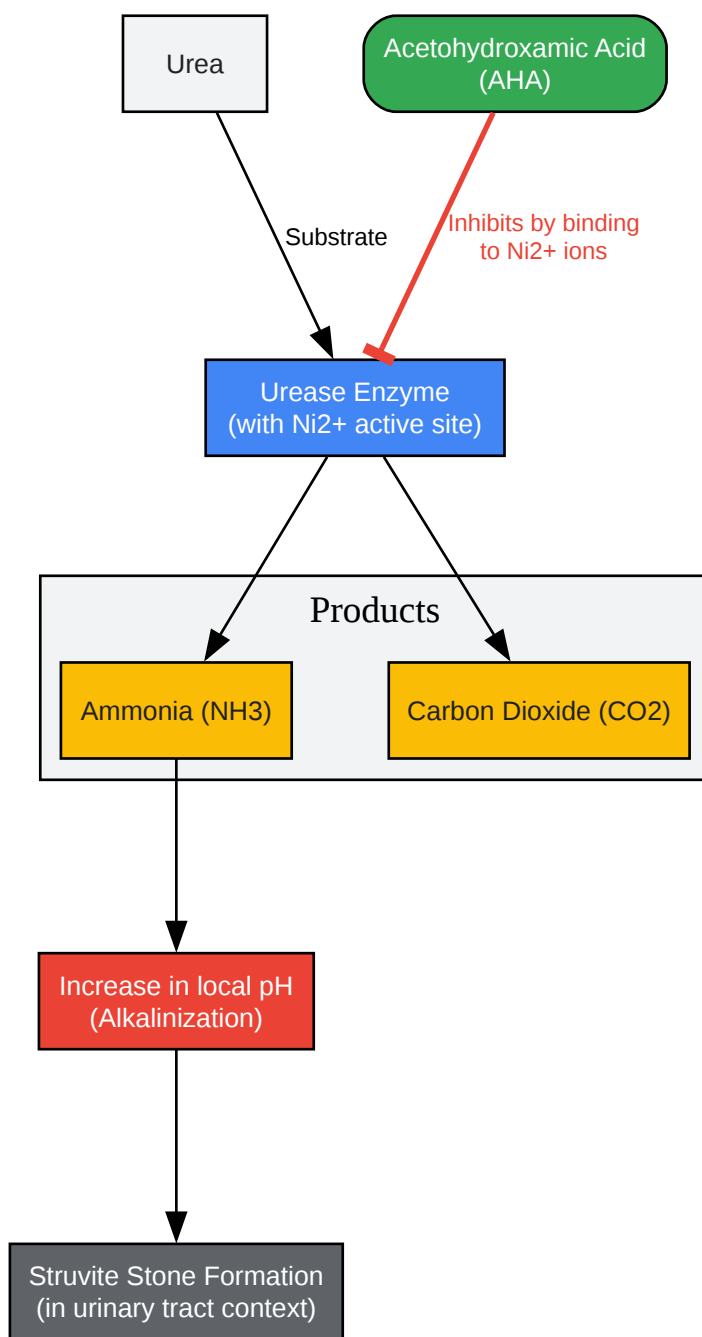 Urea
Acetohydroxamic Acid
(AHA)
Substrate
Inhibits by binding
to Ni2+ ions
Urease Enzyme
(with Ni2+ active site)
Products
Ammonia (NH3)
Carbon Dioxide (CO2)
Increase in local pH
(Alkalinization)
Struvite Stone Formation
(in urinary tract context)